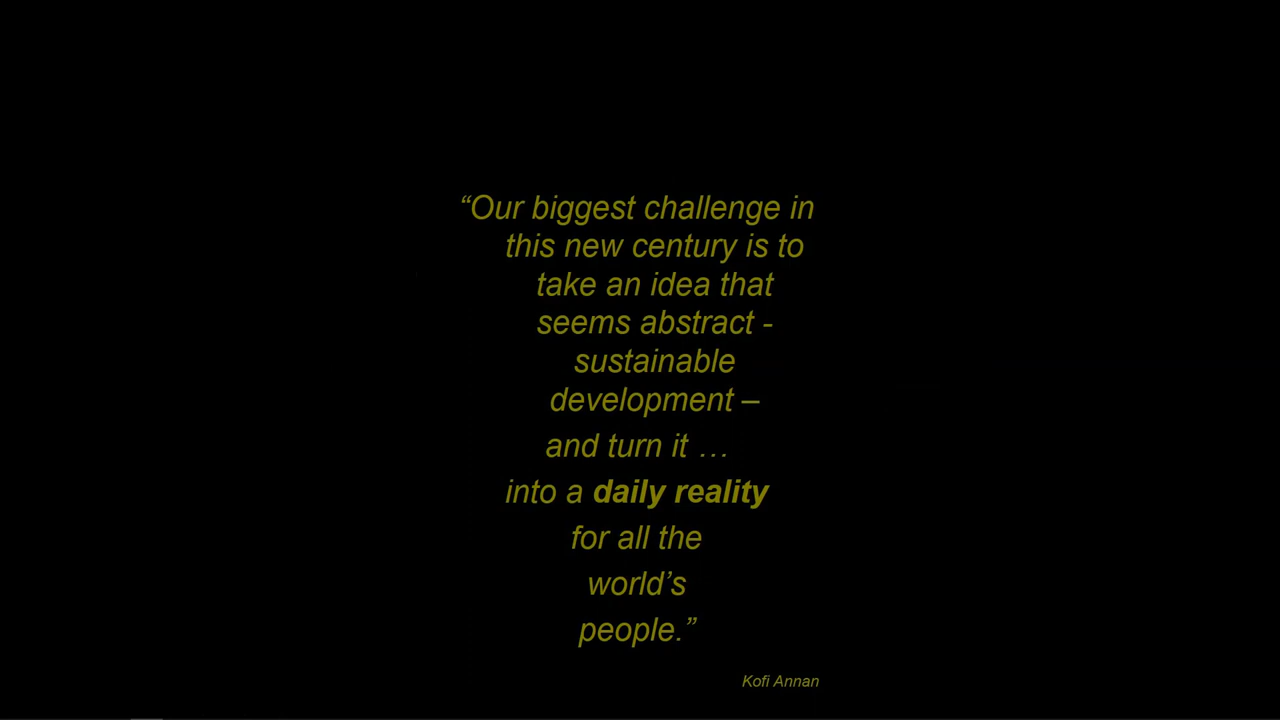 “Our biggest challenge in
this new century is to
take an idea that
seems abstract -
sustainable
development –
and turn it …
into a daily reality
for all the
world’s
people.”
Kofi Annan